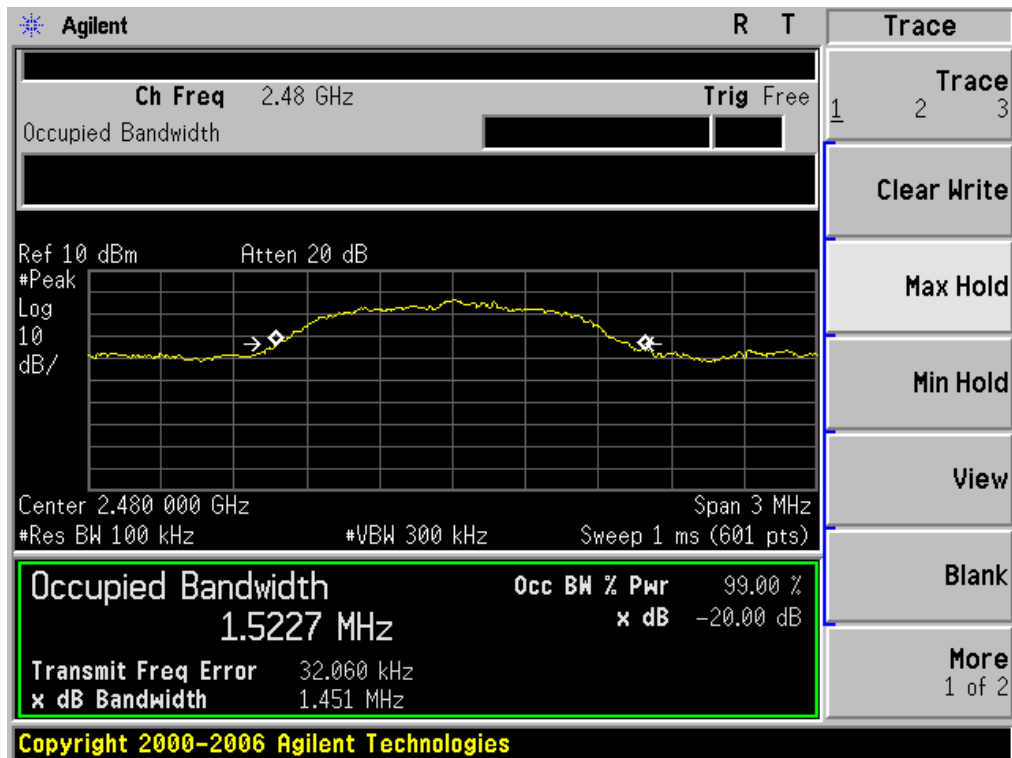 Agilent R T
Ch Freq 2.48 GHz Trig Free
Occupied Bandwidth
Ref 10 dBm Atten 20 dB
#Peak
Log
10
dB/
Center 2.480 000 GHz Span 3 MHz
#Res BW 100 kHz #VBW 300 kHz Sweep 1 ms (601 pts)
Occupied Bandwidth
1.5227 MHz
Occ BW % Pwr 99.00 %
x dB -20.00 dB
Transmit Freq Error 32.060 kHz
x dB Bandwidth 1.451 MHz
Copyright 2000-2006 Agilent Technologies
Trace
Trace
1 2 3
Clear Write
Max Hold
Min Hold
View
Blank
More
1 of 2